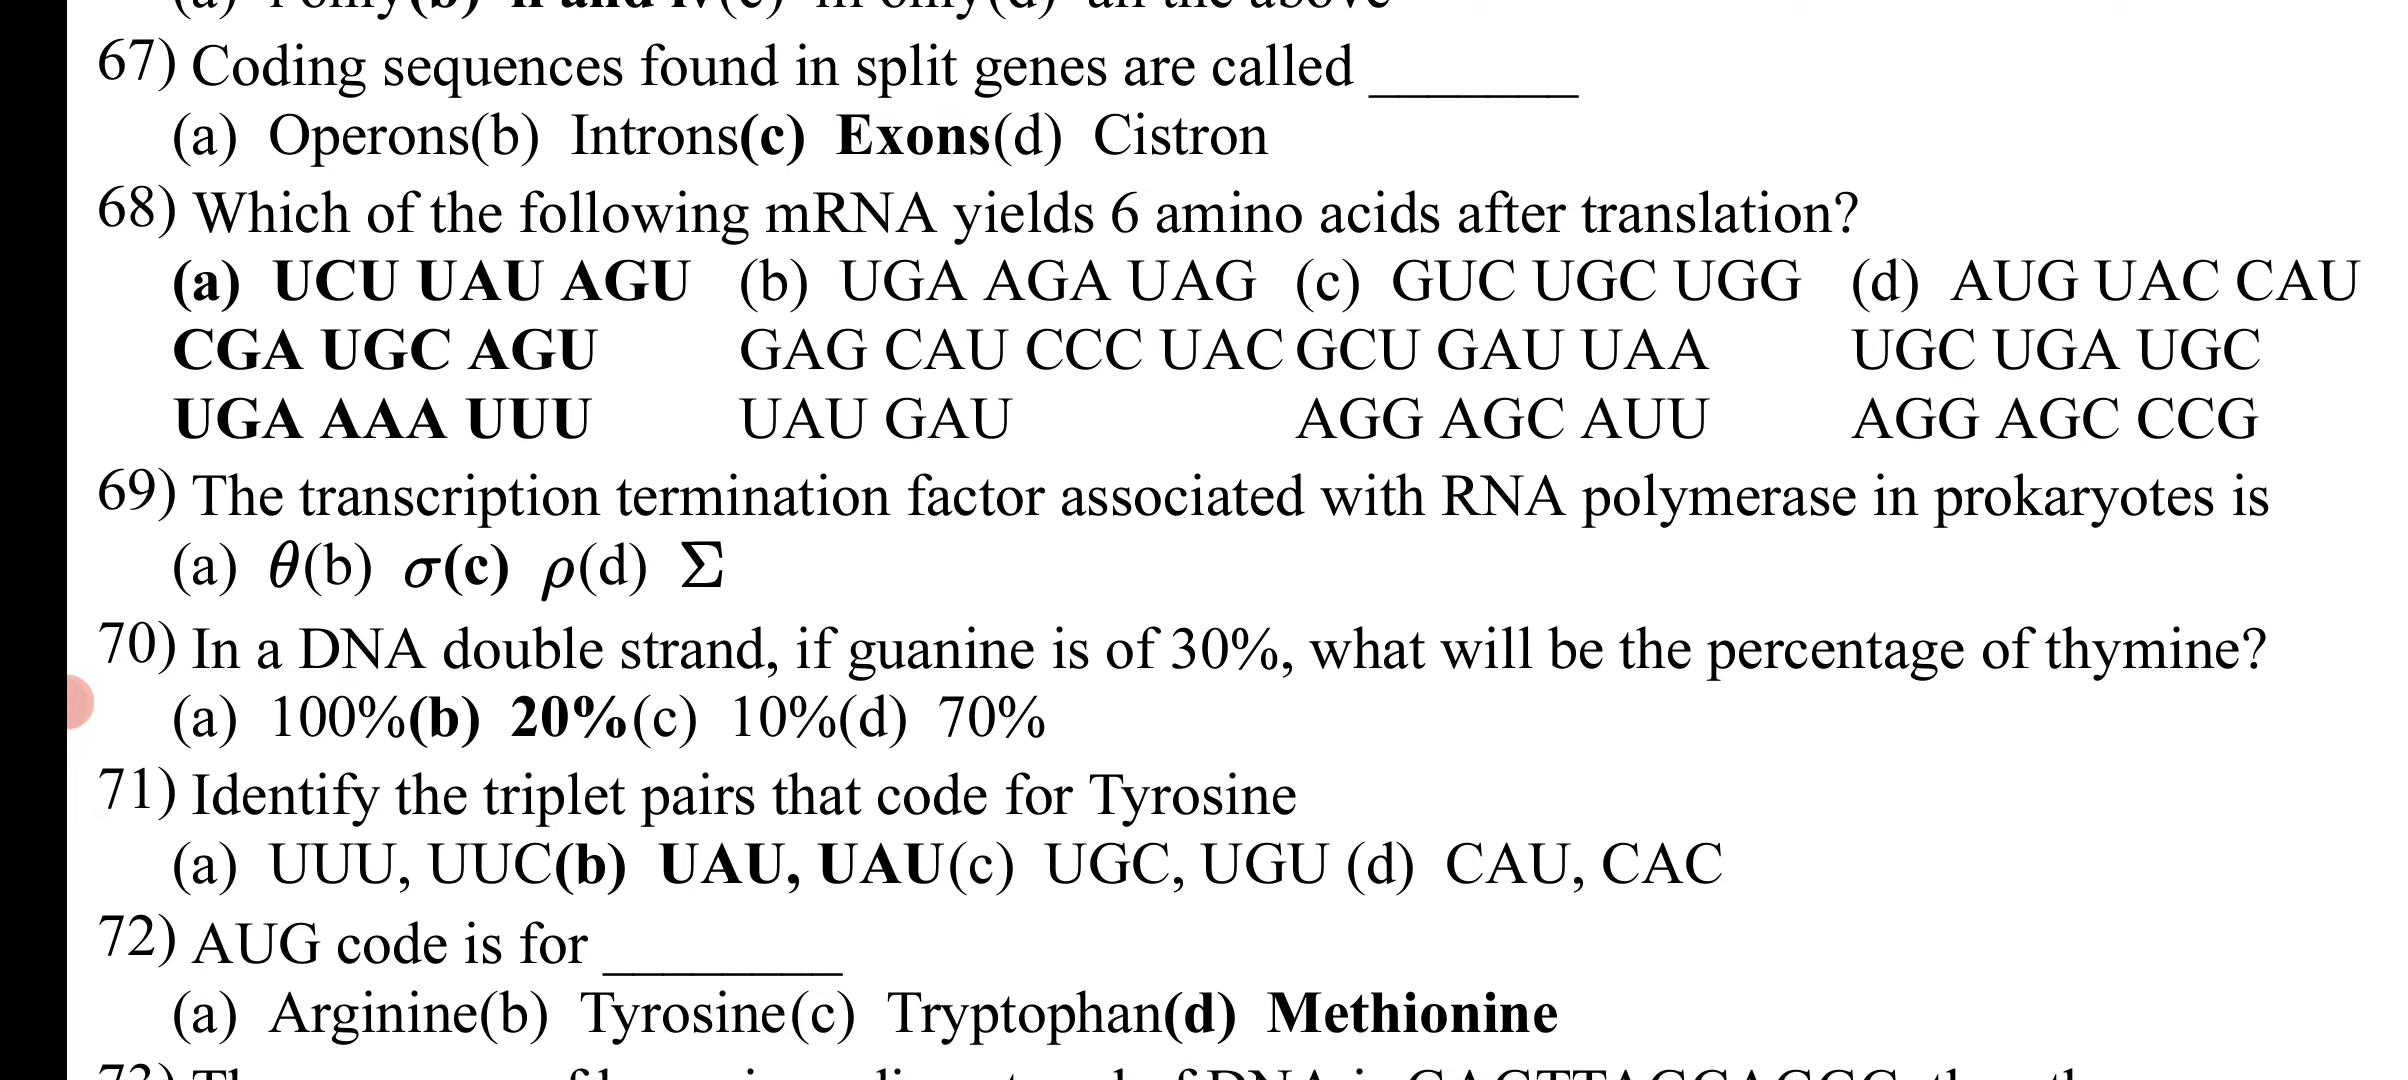 67) Coding sequences found in split genes are called _______
(a) Operons(b) Introns(c) Exons(d) Cistron
68) Which of the following mRNA yields 6 amino acids after translation?
(a) UCU UAU AGU (b) UGA AGA UAG (c) GUC UGC UGG (d) AUG UAC CAU
CGA UGC AGU GAG CAU CCC UAC GCU GAU UAA UGC UGA UGC
UGA AAA UUU UAU GAU AGG AGC AUU AGG AGC CCG
69) The transcription termination factor associated with RNA polymerase in prokaryotes is
(a) θ(b) σ(c) ρ(d) Σ
70) In a DNA double strand, if guanine is of 30%, what will be the percentage of thymine?
(a) 100%(b) 20%(c) 10%(d) 70%
71) Identify the triplet pairs that code for Tyrosine
(a) UUU, UUC(b) UAU, UAU(c) UGC, UGU (d) CAU, CAC
72) AUG code is for ________
(a) Arginine(b) Tyrosine(c) Tryptophan(d) Methionine